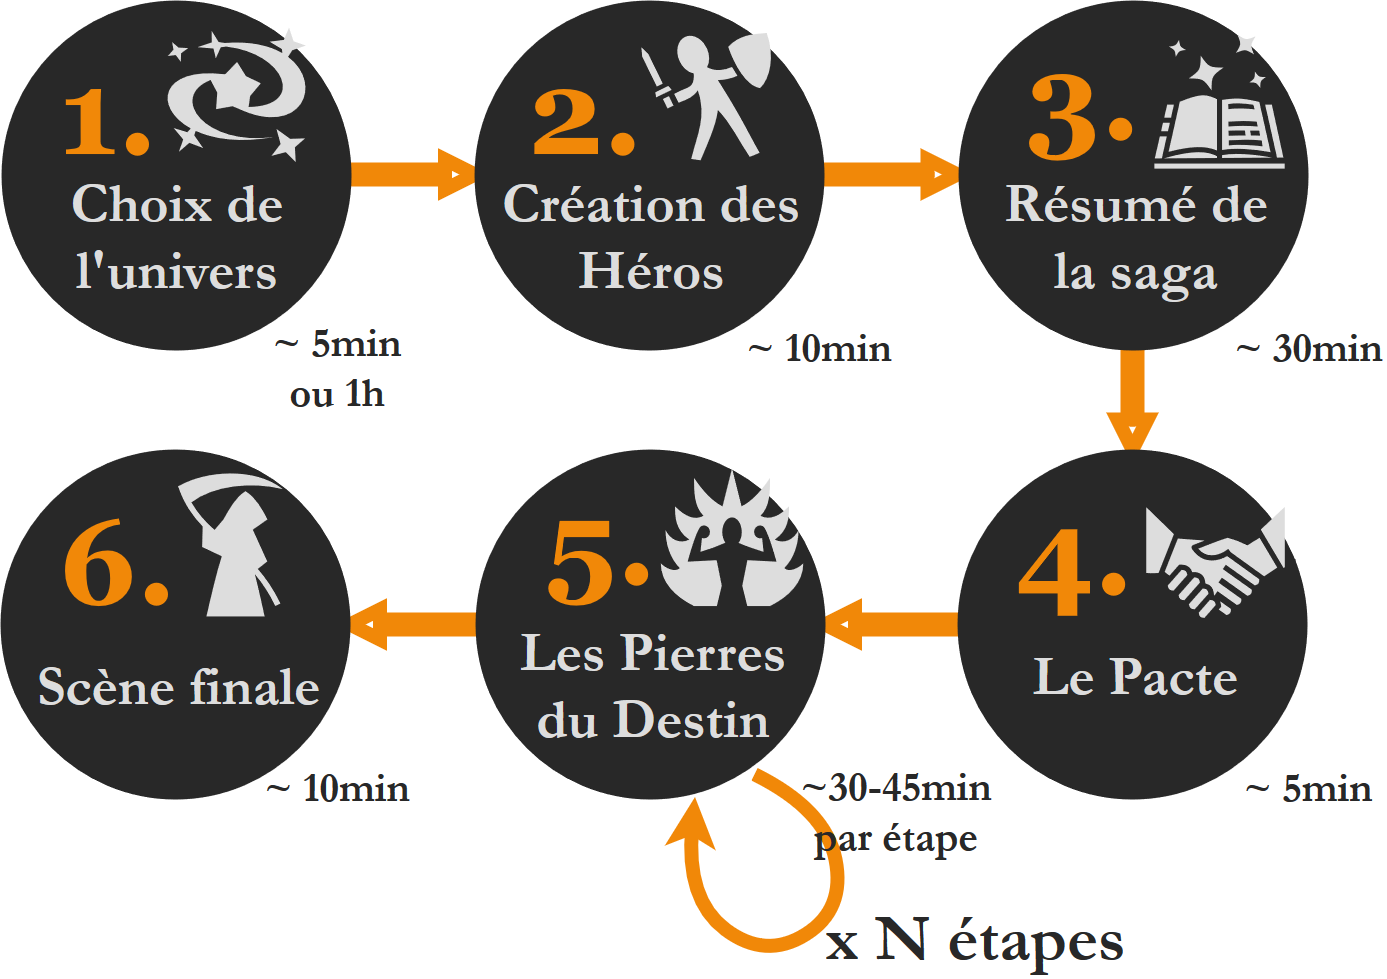 1.
Choix de
l'univers
~ 5min
ou 1h
2.
Création des
Héros
~ 10min
3.
Résumé de
la saga
~ 30min
4.
Le Pacte
~ 5min
5.
Les Pierres
du Destin
~30-45min
par étape
x N étapes
6.
Scène finale
~ 10min